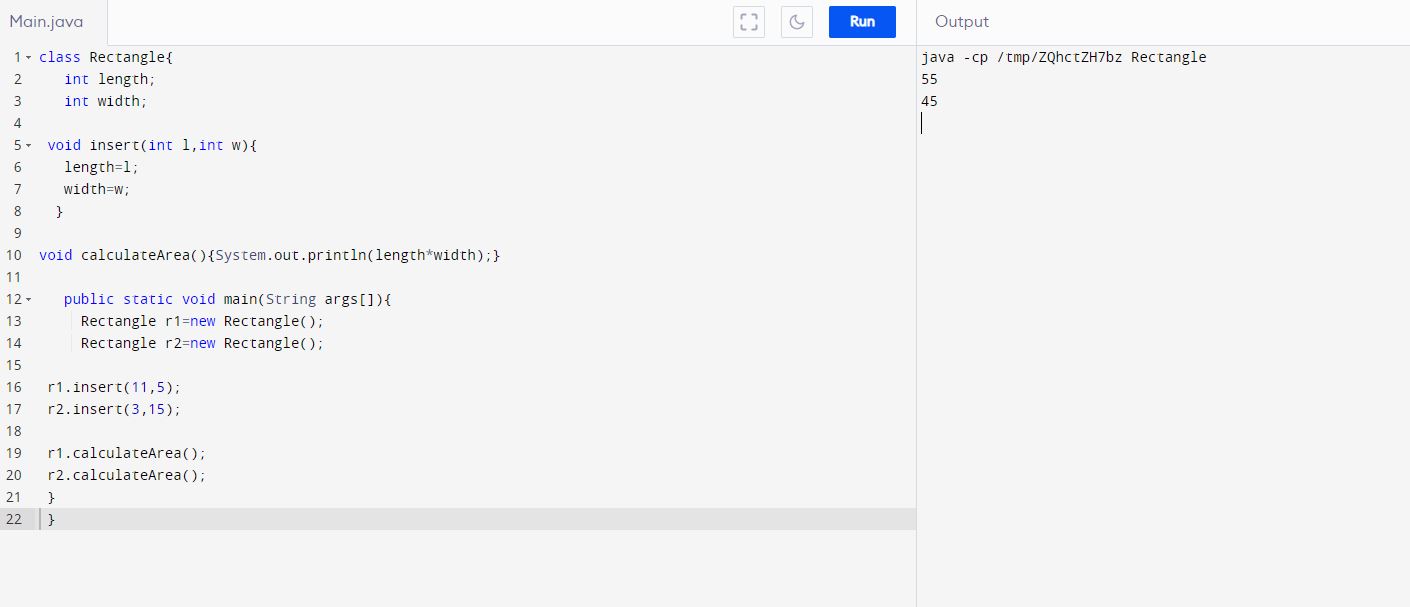 Main.java
Run
Output
1 class Rectangle{
2 int length;
3 int width;
4
5 void insert(int l,int w){
6 length=l;
7 width=w;
8 }
9
10 void calculateArea(){System.out.println(length*width);}
11
12 public static void main(String args[]){
13 Rectangle r1=new Rectangle();
14 Rectangle r2=new Rectangle();
15
16 r1.insert(11,5);
17 r2.insert(3,15);
18
19 r1.calculateArea();
20 r2.calculateArea();
21 }
22 }
java -cp /tmp/ZQhctZH7bz Rectangle
55
45